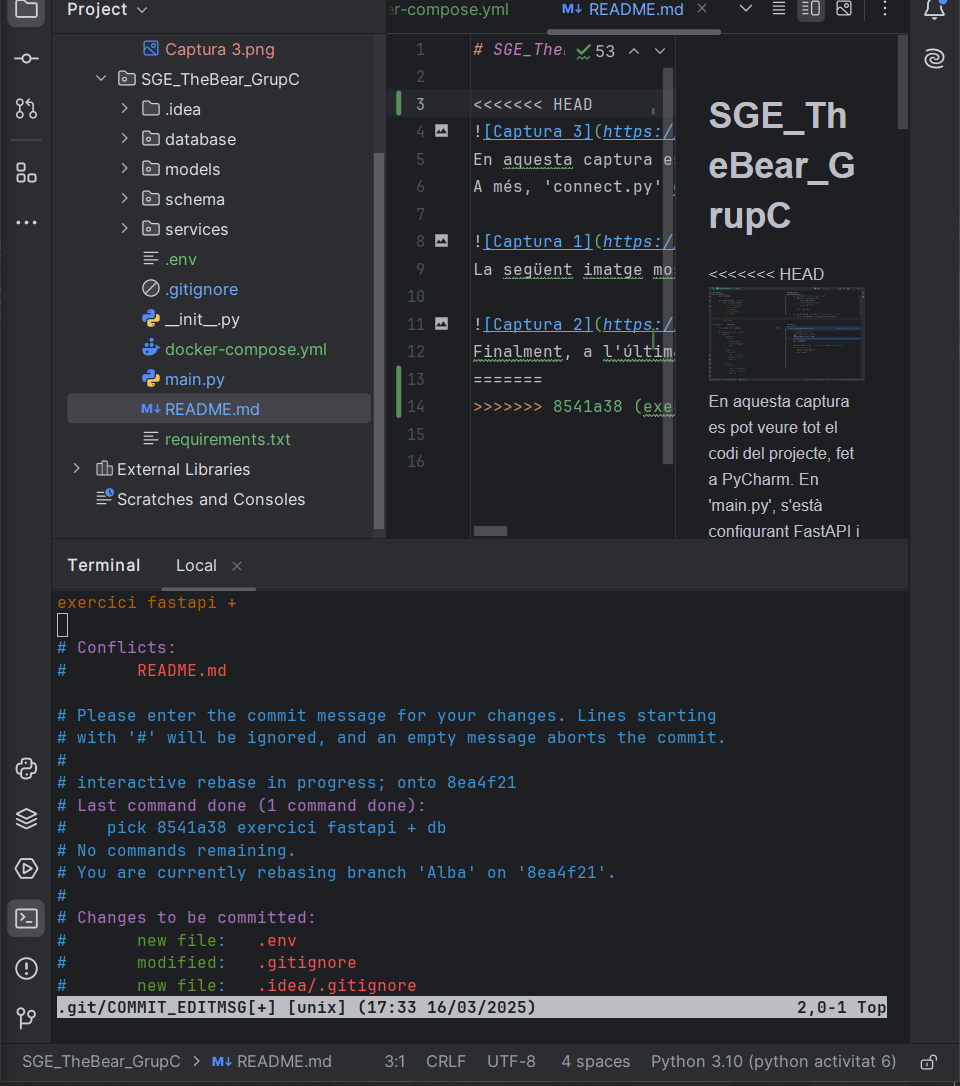 Project
er-compose.yml
README.md
Captura 3.png
SGE_TheBear_GrupC
.idea
database
models
schema
services
.env
.gitignore
__init__.py
docker-compose.yml
main.py
README.md
requirements.txt
External Libraries
Scratches and Consoles
1 # SGE_The
53
2
3 <<<<<<< HEAD
4 ![Captura 3](https:/
5 En aquesta captura e
6 A més, 'connect.py'
7
8 ![Captura 1](https:/
9 La següent imatge mo
10
11 ![Captura 2](https:/
12 Finalment, a l'última
13 =======
14 >>>>>>> 8541a38 (exe
15
16
SGE_Th
eBear_G
rupC
<<<<<<< HEAD
En aquesta captura
es pot veure tot el
codi del projecte, fet
a PyCharm. En
'main.py', s'està
configurant FastAPI i
Terminal
Local
exercici fastapi +
# Conflicts:
#       README.md
# Please enter the commit message for your changes. Lines starting
# with '#' will be ignored, and an empty message aborts the commit.
#
# interactive rebase in progress; onto 8ea4f21
# Last command done (1 command done):
#    pick 8541a38 exercici fastapi + db
# No commands remaining.
# You are currently rebasing branch 'Alba' on '8ea4f21'.
#
# Changes to be committed:
#       new file:   .env
#       modified:   .gitignore
#       new file:   .idea/.gitignore
.git/COMMIT_EDITMSG[+] [unix] (17:33 16/03/2025) 2,0-1 Top
SGE_TheBear_GrupC > README.md 3:1 CRLF UTF-8 4 spaces Python 3.10 (python activitat 6)